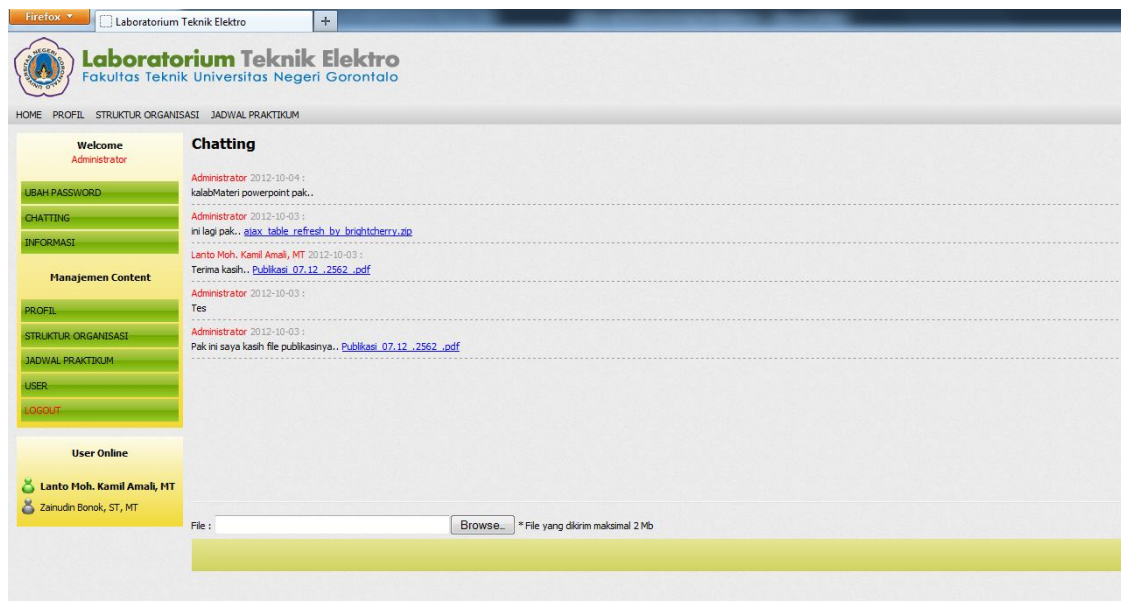 Firefox
Laboratorium Teknik Elektro
+
Laboratorium Teknik Elektro
Fakultas Teknik Universitas Negeri Gorontalo
HOME PROFIL STRUKTUR ORGANISASI JADWAL PRAKTIKUM
Welcome
Administrator
UBAH PASSWORD
CHATTING
INFORMASI
Manajemen Content
PROFIL
STRUKTUR ORGANISASI
JADWAL PRAKTIKUM
USER
LOGOUT
User Online
Lanto Moh. Kamil Amali, MT
Zainudin Bonok, ST, MT
Chatting
Administrator 2012-10-04 :
kalabMateri powerpoint pak..
Administrator 2012-10-03 :
ini lagi pak.. ajax_table_refresh_by_brightcherry.zip
Lanto Moh. Kamil Amali, MT 2012-10-03 :
Terima kasih.. Publikasi_07.12_.2562_.pdf
Administrator 2012-10-03 :
Tes
Administrator 2012-10-03 :
Pak ini saya kasih file publikasinya.. Publikasi_07.12_.2562_.pdf
File : Browse... * File yang dikirim maksimal 2 Mb